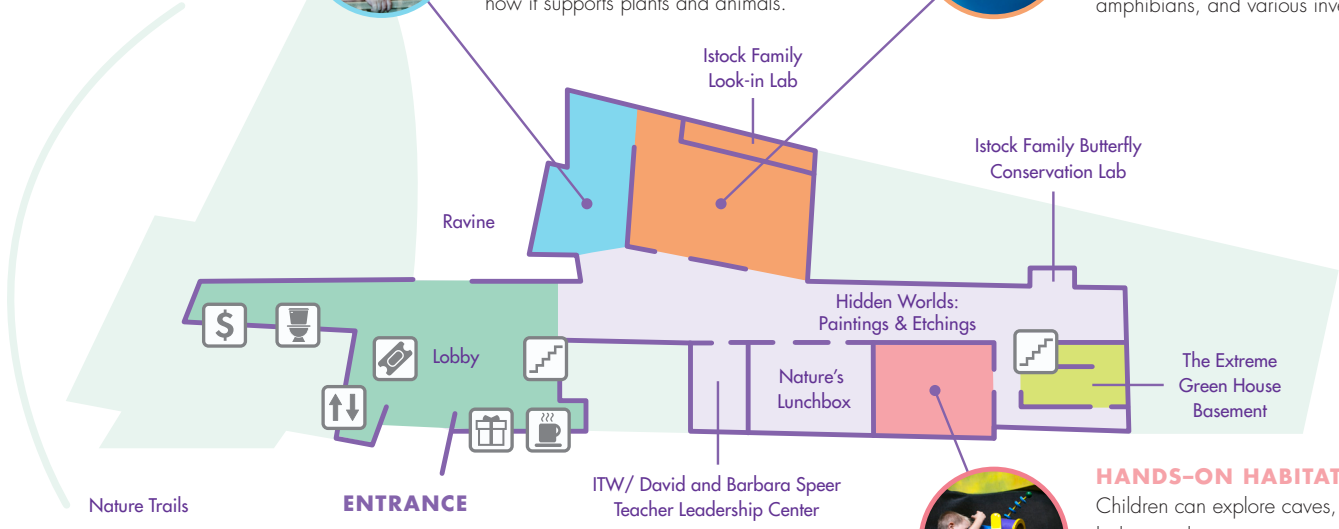 how it supports plants and animals.
amphibians, and various
Istock Family
Look-in Lab
Istock Family Butterfly
Conservation Lab
Ravine
Hidden Worlds:
Paintings & Etchings
$
Lobby
Nature's
Lunchbox
The Extreme
Green House
Basement
ITW/ David and Barbara Speer
Teacher Leadership Center
Nature Trails
ENTRANCE
HANDS–ON HABITAT
Children can explore caves,